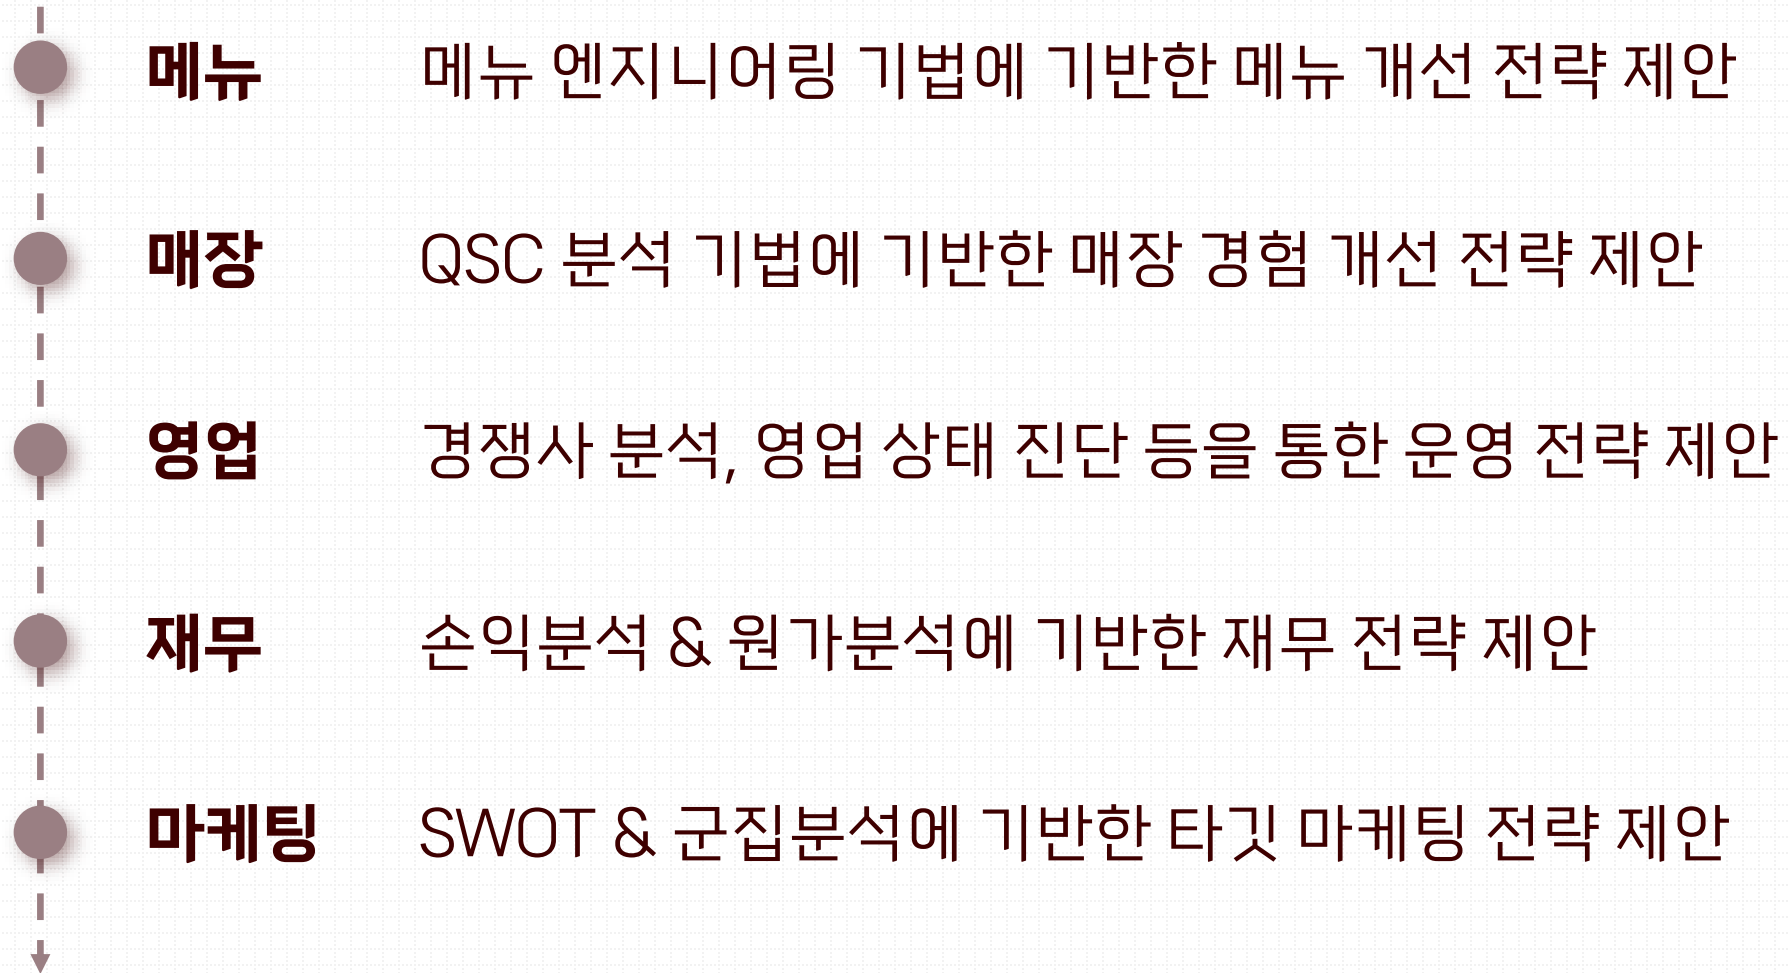 메뉴 메뉴 엔지니어링 기법에 기반한 메뉴 개선 전략 제안
매장 QSC 분석 기법에 기반한 매장 경험 개선 전략 제안
영업 경쟁사 분석, 영업 상태 진단 등을 통한 운영 전략 제안
재무 손익분석 & 원가분석에 기반한 재무 전략 제안
마케팅 SWOT & 군집분석에 기반한 타깃 마케팅 전략 제안